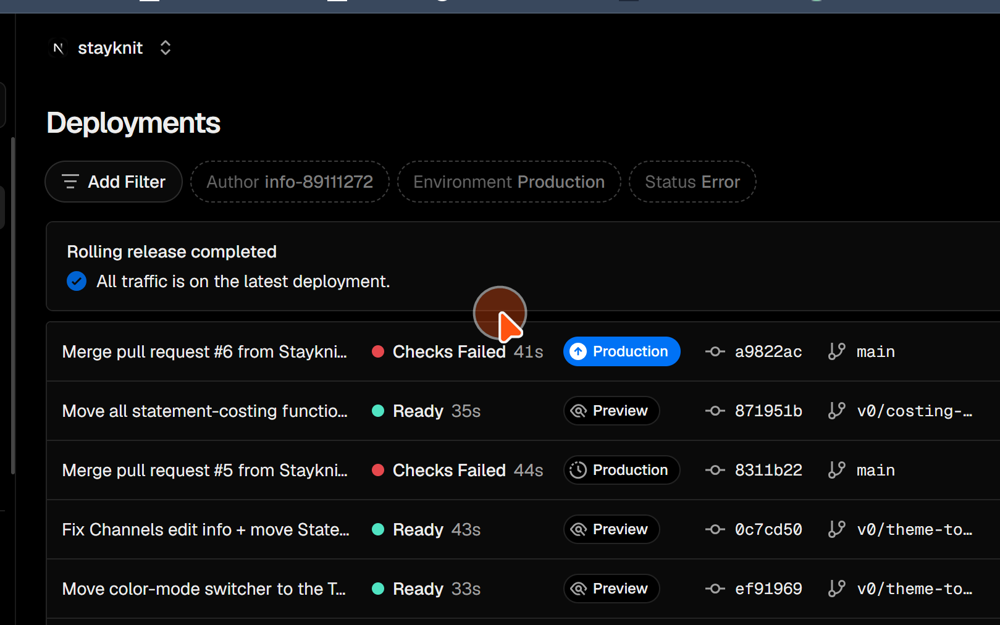 stayknit
Deployments
Add Filter
Author info-89111272
Environment Production
Status Error
Rolling release completed
All traffic is on the latest deployment.
Merge pull request #6 from Staykni... Checks Failed 41s Production a9822ac main
Move all statement-costing functio... Ready 35s Preview 871951b v0/costing-...
Merge pull request #5 from Staykni... Checks Failed 44s Production 8311b22 main
Fix Channels edit info + move State... Ready 43s Preview 0c7cd50 v0/theme-to...
Move color-mode switcher to the T... Ready 33s Preview ef91969 v0/theme-to...